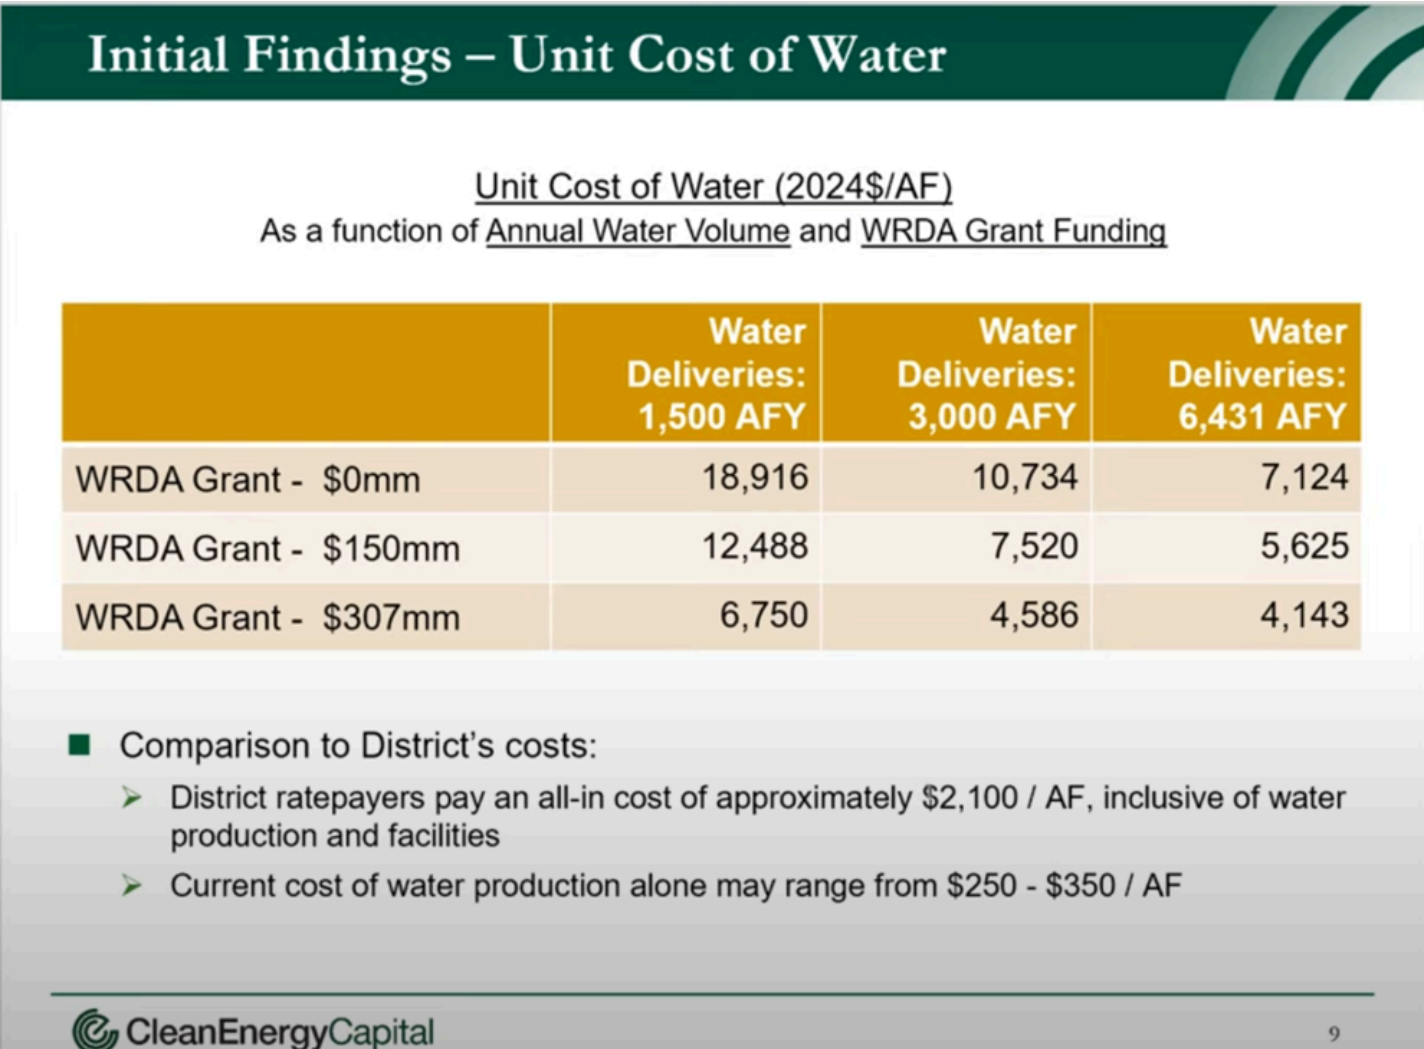 Initial Findings – Unit Cost of Water
Unit Cost of Water (2024$/AF)
As a function of Annual Water Volume and WRDA Grant Funding
Water Deliveries: 1,500 AFY Water Deliveries: 3,000 AFY Water Deliveries: 6,431 AFY
WRDA Grant - $0mm 18,916 10,734 7,124
WRDA Grant - $150mm 12,488 7,520 5,625
WRDA Grant - $307mm 6,750 4,586 4,143
■ Comparison to District’s costs:
➢ District ratepayers pay an all-in cost of approximately $2,100 / AF, inclusive of water
production and facilities
➢ Current cost of water production alone may range from $250 - $350 / AF
CleanEnergyCapital
9